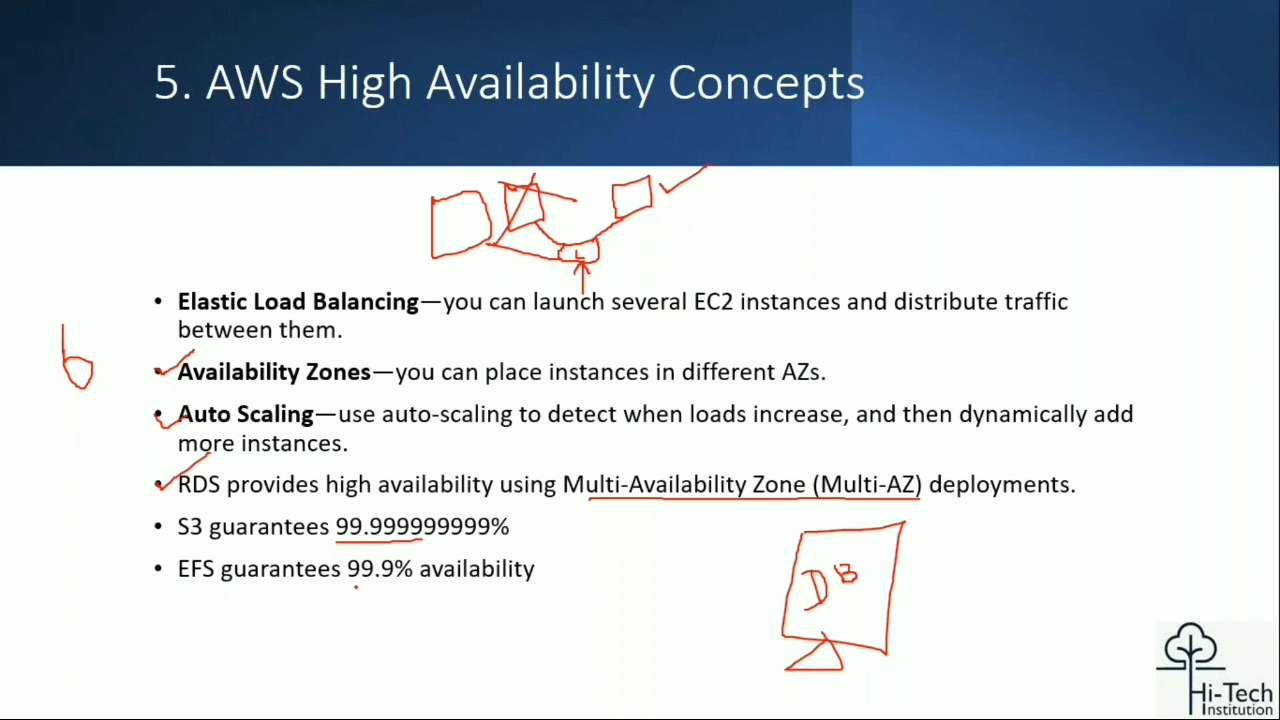 5. AWS High Availability Concepts
L
• Elastic Load Balancing—you can launch several EC2 instances and distribute traffic
between them.
b
• Availability Zones—you can place instances in different AZs.
• Auto Scaling—use auto-scaling to detect when loads increase, and then dynamically add
more instances.
• RDS provides high availability using Multi-Availability Zone (Multi-AZ) deployments.
• S3 guarantees 99.999999999%
• EFS guarantees 99.9% availability
DB
Hi-Tech
Institution